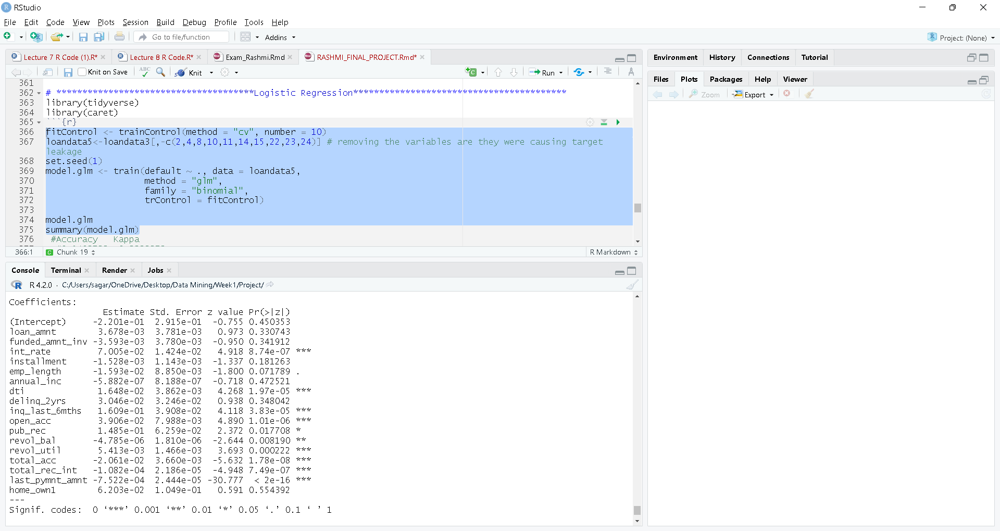 RStudio
File Edit Code View Plots Session Build Debug Profile Tools Help
Go to file/function Addins Project: (None)
Lecture 7 R Code (1).R* Lecture 8 R Code.R* Exam_Rashmi.Rmd RASHMI_FINAL_PROJECT.Rmd*
Knit on Save ABC Knit Run
361
362 # **************************************Logistic Regression*****************************************
363 library(tidyverse)
364 library(caret)
365 ```{r}
366 fitControl <- trainControl(method = "cv", number = 10)
367 loandata5<-loandata3[,-c(2,4,8,10,11,14,15,22,23,24)] # removing the variables are they were causing target
leakage
368 set.seed(1)
369 model.glm <- train(default ~ ., data = loandata5,
370 method = "glm",
371 family = "binomial",
372 trControl = fitControl)
373
374 model.glm
375 summary(model.glm)
376 #Accuracy Kappa
366:1 Chunk 19 R Markdown
Console Terminal Render Jobs
R 4.2.0 · C:/Users/sagar/OneDrive/Desktop/Data Mining/Week1/Project/
Coefficients:
Estimate Std. Error z value Pr(>|z|)
(Intercept) -2.201e-01 2.915e-01 -0.755 0.450353
loan_amnt 3.678e-03 3.781e-03 0.973 0.330743
funded_amnt_inv -3.593e-03 3.780e-03 -0.950 0.341912
int_rate 7.005e-02 1.424e-02 4.918 8.74e-07 ***
installment -1.528e-03 1.143e-03 -1.337 0.181263
emp_length -1.593e-02 8.850e-03 -1.800 0.071789 .
annual_inc -5.882e-07 8.188e-07 -0.718 0.472521
dti 1.648e-02 3.862e-03 4.268 1.97e-05 ***
delinq_2yrs 3.046e-02 3.246e-02 0.938 0.348042
inq_last_6mths 1.609e-01 3.908e-02 4.118 3.83e-05 ***
open_acc 3.906e-02 7.988e-03 4.890 1.01e-06 ***
pub_rec 1.485e-01 6.259e-02 2.372 0.017708 *
revol_bal -4.785e-06 1.810e-06 -2.644 0.008190 **
revol_util 5.413e-03 1.466e-03 3.693 0.000222 ***
total_acc -2.061e-02 3.660e-03 -5.632 1.78e-08 ***
total_rec_int -1.082e-04 2.186e-05 -4.948 7.49e-07 ***
last_pymnt_amnt -7.522e-04 2.444e-05 -30.777 < 2e-16 ***
home_own1 6.203e-02 1.049e-01 0.591 0.554392
---
Signif. codes: 0 ‘***’ 0.001 ‘**’ 0.01 ‘*’ 0.05 ‘.’ 0.1 ‘ ’ 1
Environment History Connections Tutorial
Files Plots Packages Help Viewer
Zoom Export